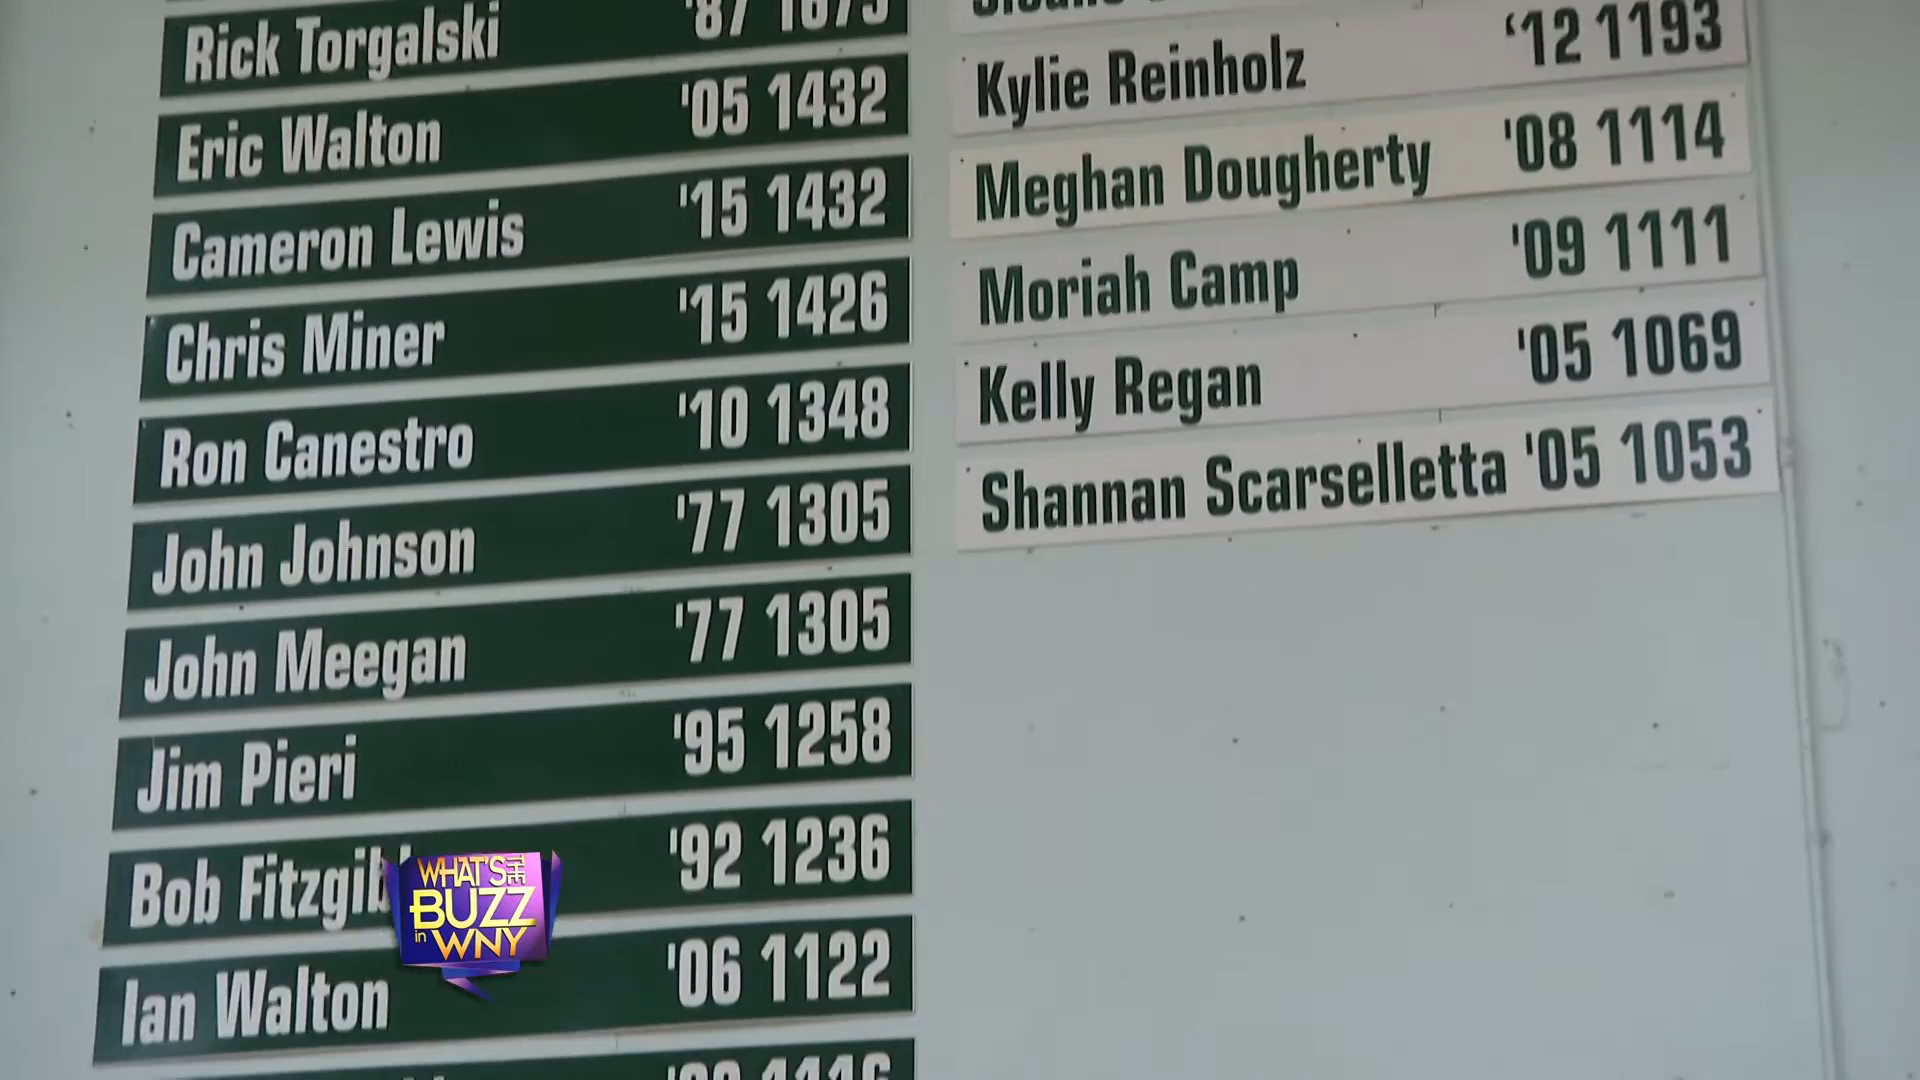 Rick Torgalski '87 1675
Eric Walton '05 1432
Cameron Lewis '15 1432
Chris Miner '15 1426
Ron Canestro '10 1348
John Johnson '77 1305
John Meegan '77 1305
Jim Pieri '95 1258
Bob '92 1236
Ian Walton '06 1122
Kylie Reinholz ‘12 1193
Meghan Dougherty '08 1114
Moriah Camp '09 1111
Kelly Regan '05 1069
Shannan Scarselletta '05 1053
WHAT'S THE
BUZZ
in WNY